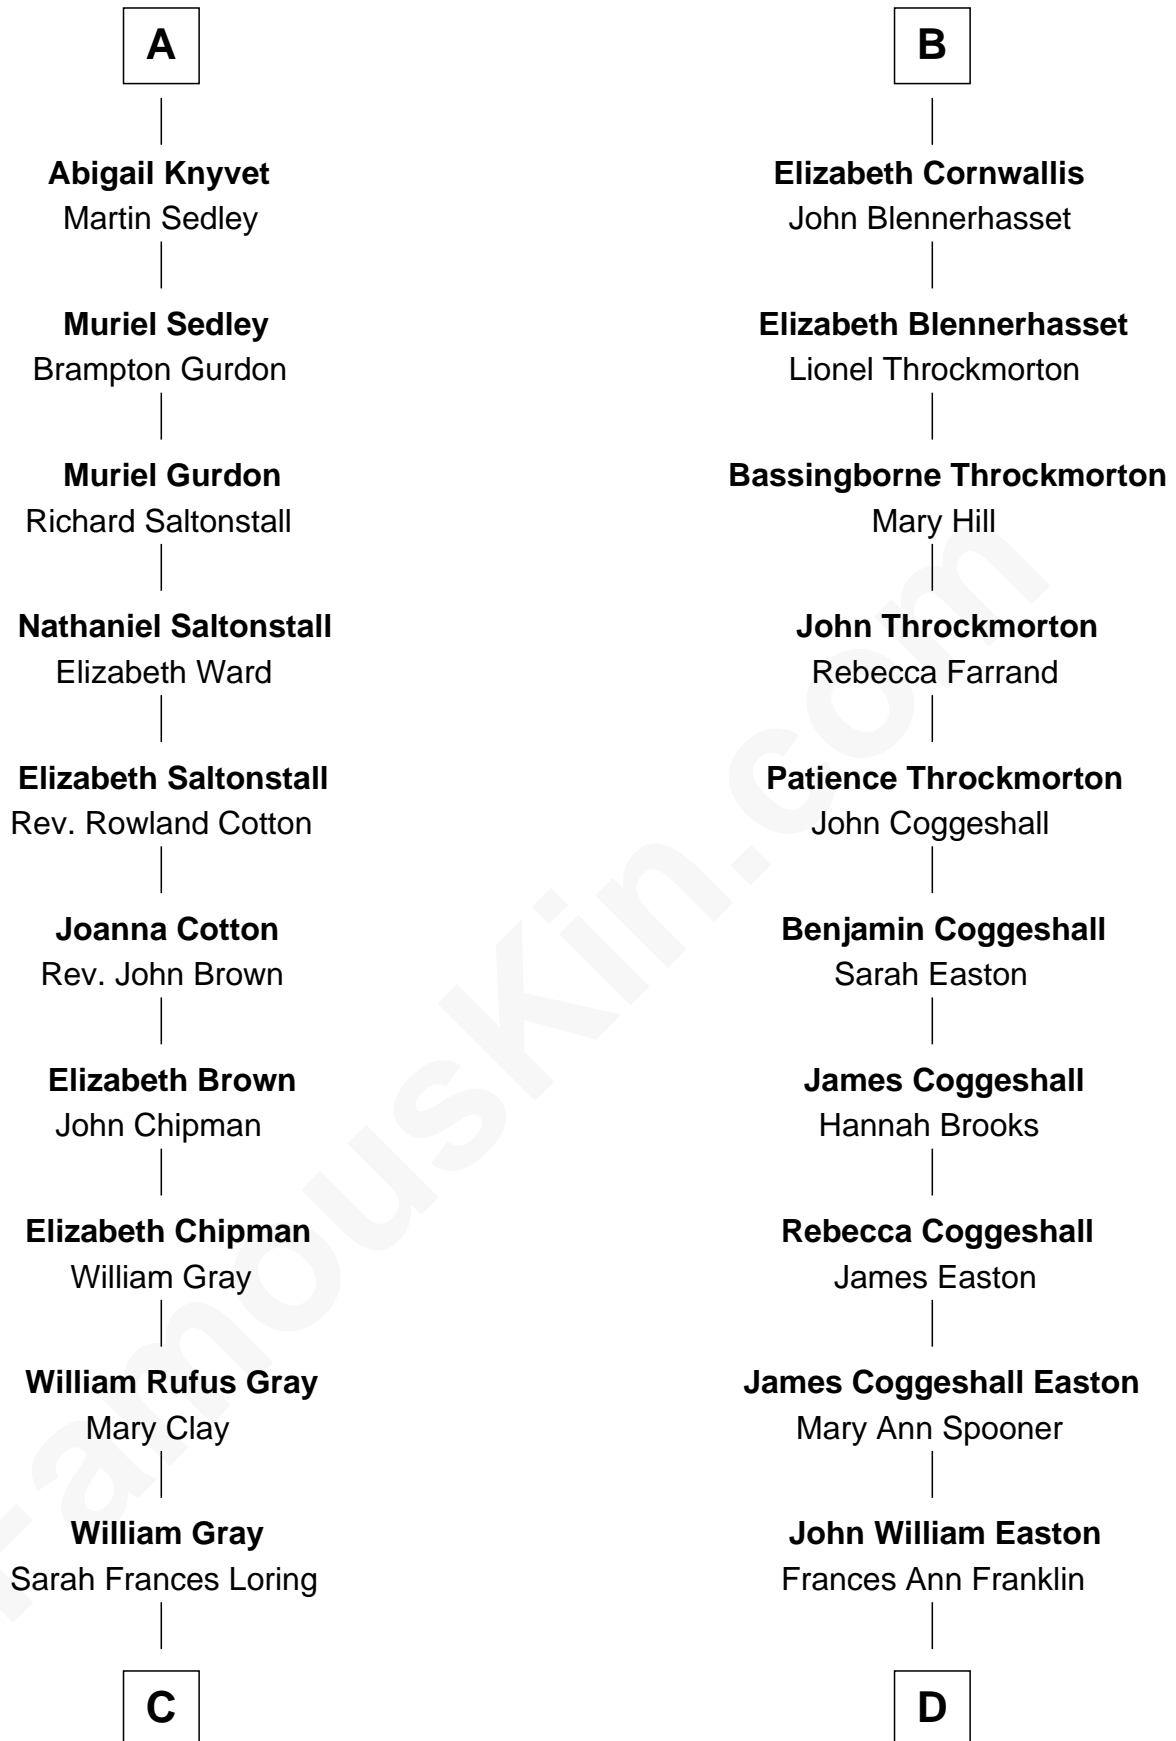 A
Abigail Knyvet
Martin Sedley
Muriel Sedley
Brampton Gurdon
Muriel Gurdon
Richard Saltonstall
Nathaniel Saltonstall
Elizabeth Ward
Elizabeth Saltonstall
Rev. Rowland Cotton
Joanna Cotton
Rev. John Brown
Elizabeth Brown
John Chipman
Elizabeth Chipman
William Gray
William Rufus Gray
Mary Clay
William Gray
Sarah Frances Loring
C
B
Elizabeth Cornwallis
John Blennerhasset
Elizabeth Blennerhasset
Lionel Throckmorton
Bassingborne Throckmorton
Mary Hill
John Throckmorton
Rebecca Farrand
Patience Throckmorton
John Coggeshall
Benjamin Coggeshall
Sarah Easton
James Coggeshall
Hannah Brooks
Rebecca Coggeshall
James Easton
James Coggeshall Easton
Mary Ann Spooner
John William Easton
Frances Ann Franklin
D
FamousKin.com